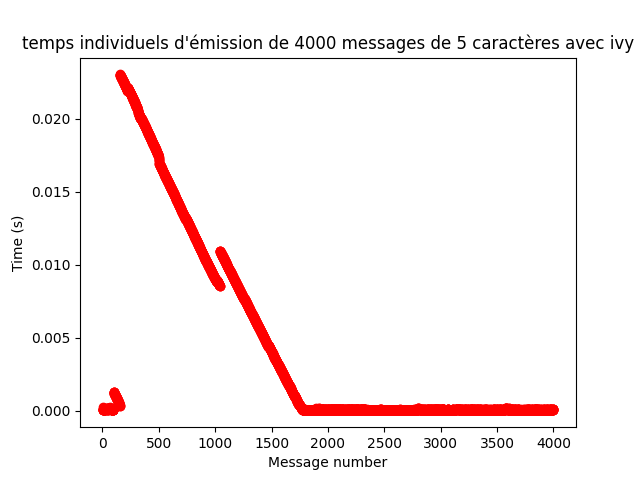 temps individuels d'émission de 4000 messages de 5 caractères avec ivy
0.020
0.015
0.010
0.005
0.000
Time (s)
0 500 1000 1500 2000 2500 3000 3500 4000
Message number